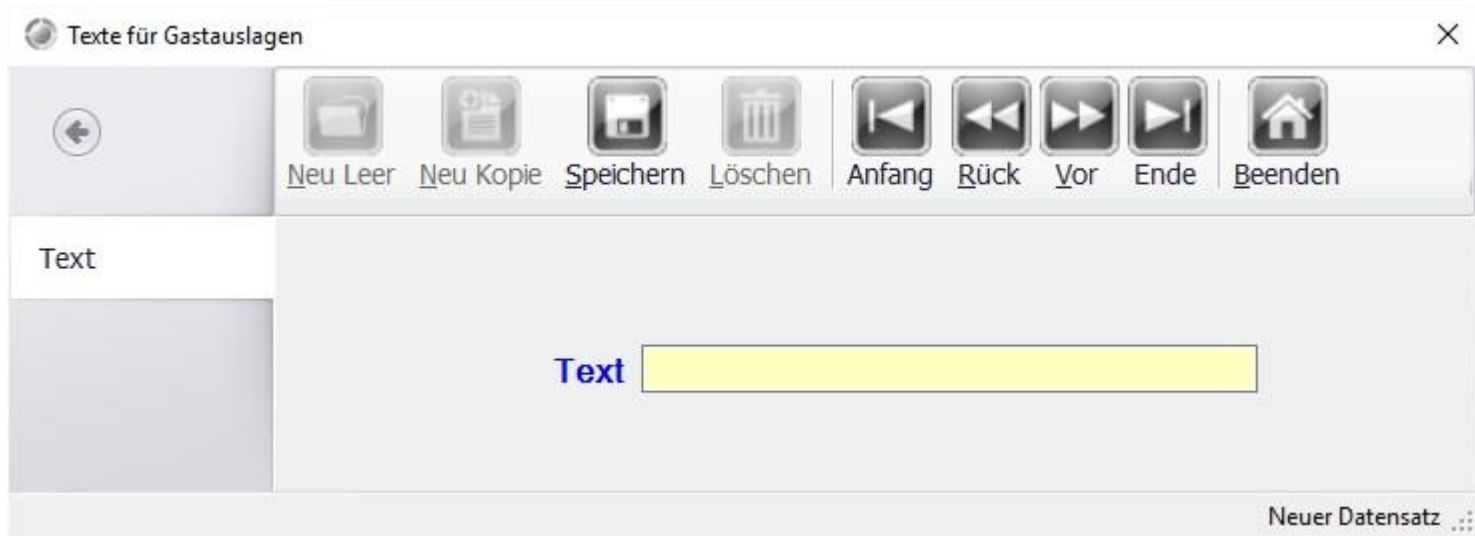 Texte für Gastauslagen
Neu Leer Neu Kopie Speichern Löschen Anfang Rück Vor Ende Beenden
Text
Text
Neuer Datensatz